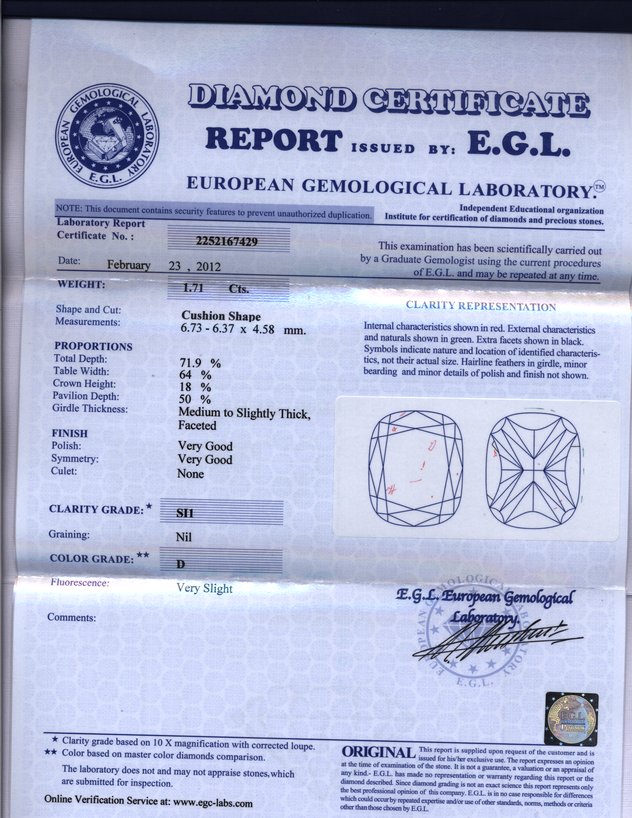 EUROPEAN GEMOLOGICAL LABORATORY
E.G.L.
DIAMOND CERTIFICATE
REPORT ISSUED BY: E.G.L.
EUROPEAN GEMOLOGICAL LABORATORY.™
NOTE: This document contains security features to prevent unauthorized duplication.
Independent Educational organization
Institute for certification of diamonds and precious stones.
Laboratory Report
Certificate No. : 2252167429
Date: February 23 , 2012
This examination has been scientifically carried out
by a Graduate Gemologist using the current procedures
of E.G.L. and may be repeated at any time.
WEIGHT: 1.71 Cts.
Shape and Cut: Cushion Shape
Measurements: 6.73 - 6.37 x 4.58 mm.
PROPORTIONS
Total Depth: 71.9 %
Table Width: 64 %
Crown Height: 18 %
Pavilion Depth: 50 %
Girdle Thickness: Medium to Slightly Thick,
Faceted
FINISH
Polish: Very Good
Symmetry: Very Good
Culet: None
CLARITY GRADE: ★ SI1
Graining: Nil
COLOR GRADE: ★★ D
Fluorescence: Very Slight
Comments:
CLARITY REPRESENTATION
Internal characteristics shown in red. External characteristics
and naturals shown in green. Extra facets shown in black.
Symbols indicate nature and location of identified characteris-
tics, not their actual size. Hairline feathers in girdle, minor
bearding and minor details of polish and finish not shown.
E.G.L. European Gemological
Laboratory.
E.G.L.
★ Clarity grade based on 10 X magnification with corrected loupe.
★★ Color based on master color diamonds comparison.
The laboratory does not and may not appraise stones,which
are submitted for inspection.
Online Verification Service at: www.egc-labs.com
ORIGINAL This report is supplied upon request of the customer and is
issued for his/her exclusive use. The report expresses an opinion
at the time of examination of the stone. It is a guarantee, a valuation or an appraisal of
any kind.- E.G.L. has made no representation or warranty regarding this report or the
diamond described. Since diamond grading is not an exact science this report represents only
the best professional opinion of this company. E.G.L. is in no case responsible for differences
which could occur by repeated expertise and/or use of other standards, norms, methods or criteria
other than those chosen by E.G.L.